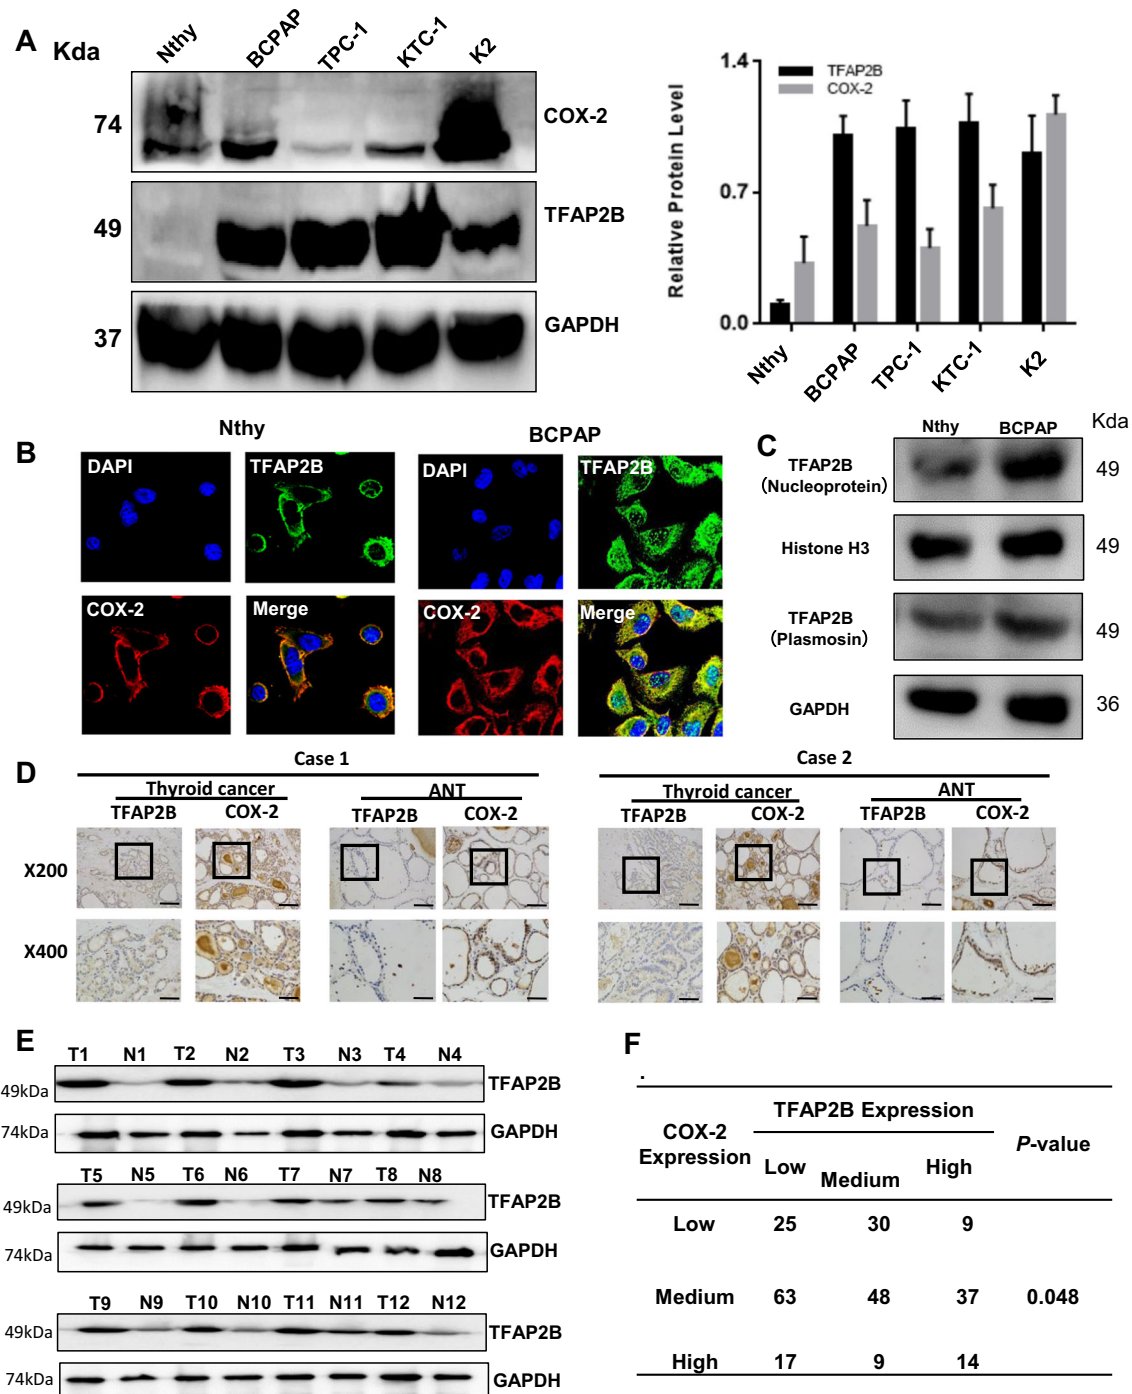 A
Kda
Nthy
BCPAP
TPC-1
KTC-1
K2
74
COX-2
49
TFAP2B
37
GAPDH
Relative Protein Level
1.4
0.7
0.0
TFAP2B
COX-2
Nthy
BCPAP
TPC-1
KTC-1
K2
B
Nthy
DAPI
TFAP2B
COX-2
Merge
BCPAP
DAPI
TFAP2B
COX-2
Merge
C
Nthy
BCPAP
Kda
TFAP2B
(Nucleoprotein)
49
Histone H3
49
TFAP2B
(Plasmosin)
49
GAPDH
36
D
Case 1
Case 2
Thyroid cancer
ANT
Thyroid cancer
ANT
TFAP2B
COX-2
TFAP2B
COX-2
TFAP2B
COX-2
TFAP2B
COX-2
X200
X400
E
T1 N1 T2 N2 T3 N3 T4 N4
49kDa
TFAP2B
74kDa
GAPDH
T5 N5 T6 N6 T7 N7 T8 N8
49kDa
TFAP2B
74kDa
GAPDH
T9 N9 T10 N10 T11 N11 T12 N12
49kDa
TFAP2B
74kDa
GAPDH
F
.
COX-2
Expression
TFAP2B Expression
P-value
Low
Medium
High
Low 25 30 9
Medium 63 48 37 0.048
High 17 9 14